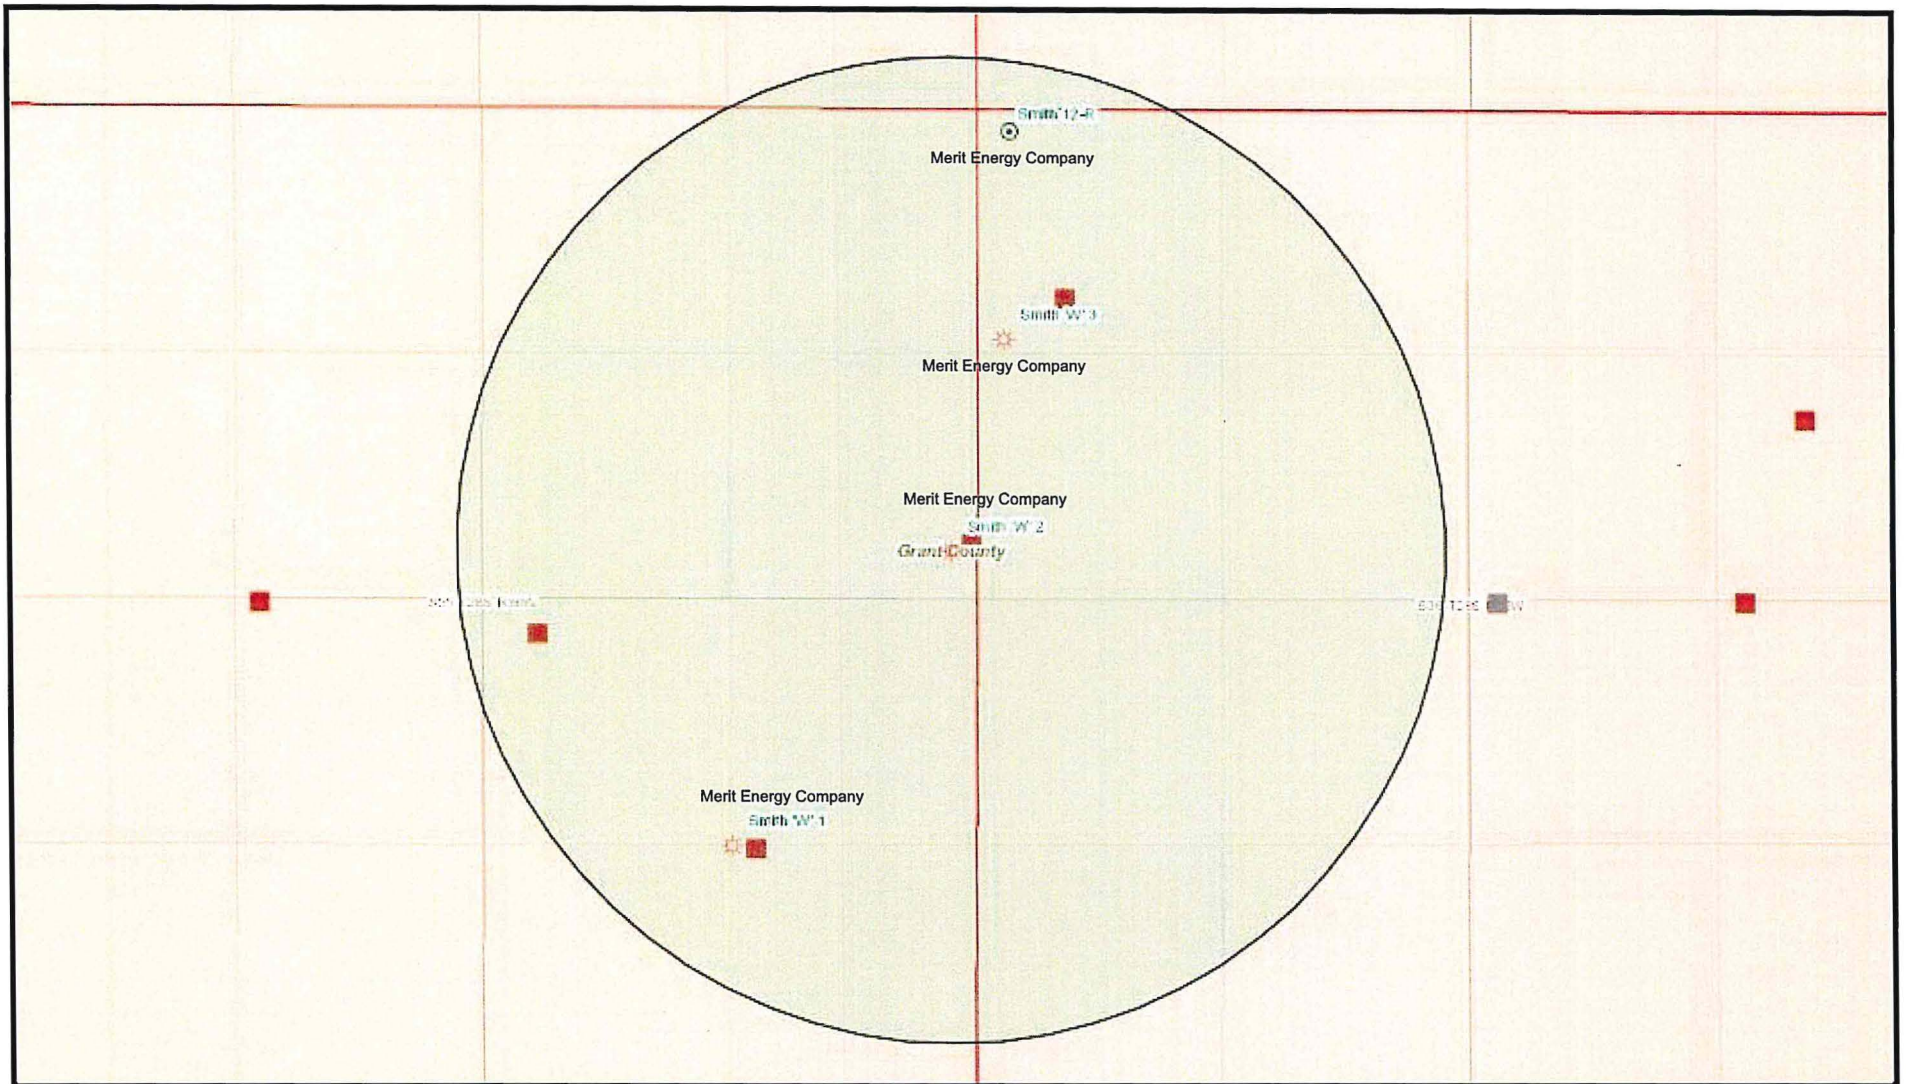 Smith 12-R
Merit Energy Company
Smith 'W' 3
Merit Energy Company
Merit Energy Company
Smith 'W' 2
Grant County
Merit Energy Company
Smith 'W' 1